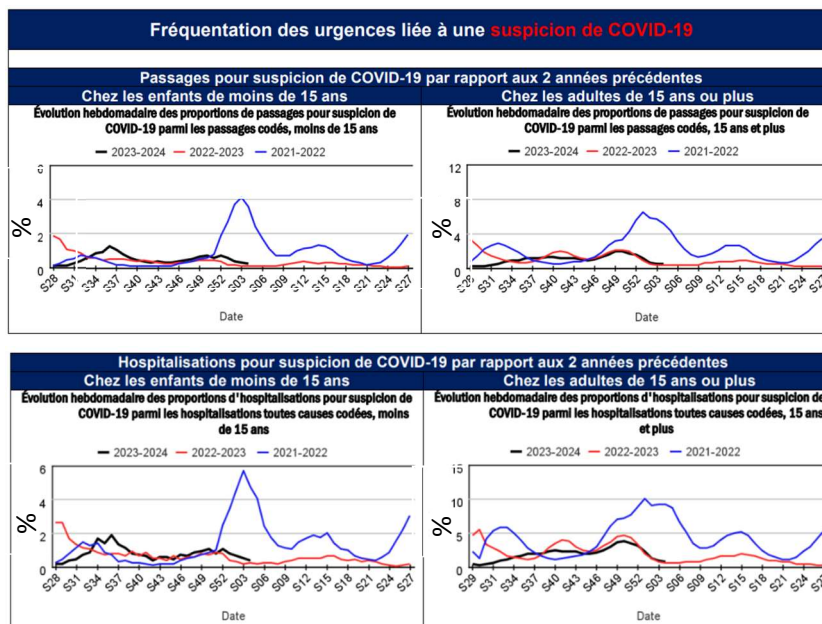 Fréquentation des urgences liée à une suspicion de COVID-19
Passages pour suspicion de COVID-19 par rapport aux 2 années précédentes
Chez les enfants de moins de 15 ans
Évolution hebdomadaire des proportions de passages pour suspicion de
COVID-19 parmi les passages codés, moins de 15 ans
2023-2024 2022-2023 2021-2022
%
6
4
2
0
S28 S31 S34 S37 S40 S43 S46 S49 S52 S03 S06 S09 S12 S15 S18 S21 S24 S27
Date
Chez les adultes de 15 ans ou plus
Évolution hebdomadaire des proportions de passages pour suspicion de
COVID-19 parmi les passages codés, 15 ans et plus
2023-2024 2022-2023 2021-2022
12
8
4
0
S28 S31 S34 S37 S40 S43 S46 S49 S52 S03 S06 S09 S12 S15 S18 S21 S24 S27
Date
Hospitalisations pour suspicion de COVID-19 par rapport aux 2 années précédentes
Chez les enfants de moins de 15 ans
Évolution hebdomadaire des proportions d'hospitalisations pour suspicion de
COVID-19 parmi les hospitalisations toutes causes codées, moins
de 15 ans
2023-2024 2022-2023 2021-2022
%
6
4
2
0
S28 S31 S34 S37 S40 S43 S46 S49 S52 S03 S06 S09 S12 S15 S18 S21 S24 S27
Date
Chez les adultes de 15 ans ou plus
Évolution hebdomadaire des proportions d'hospitalisations pour suspicion de
COVID-19 parmi les hospitalisations toutes causes codées, 15 ans
et plus
2023-2024 2022-2023 2021-2022
%
15
10
5
0
S29 S31 S34 S37 S40 S43 S46 S49 S52 S03 S06 S09 S12 S15 S18 S21 S24 S27
Date